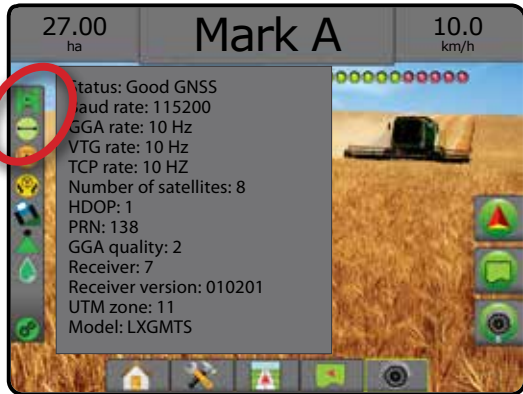 27.00
ha
Mark A
10.0
km/h
Status: Good GNSS
Baud rate: 115200
GGA rate: 10 Hz
VTG rate: 10 Hz
TCP rate: 10 HZ
Number of satellites: 8
HDOP: 1
PRN: 138
GGA quality: 2
Receiver: 7
Receiver version: 010201
UTM zone: 11
Model: LXGMTS